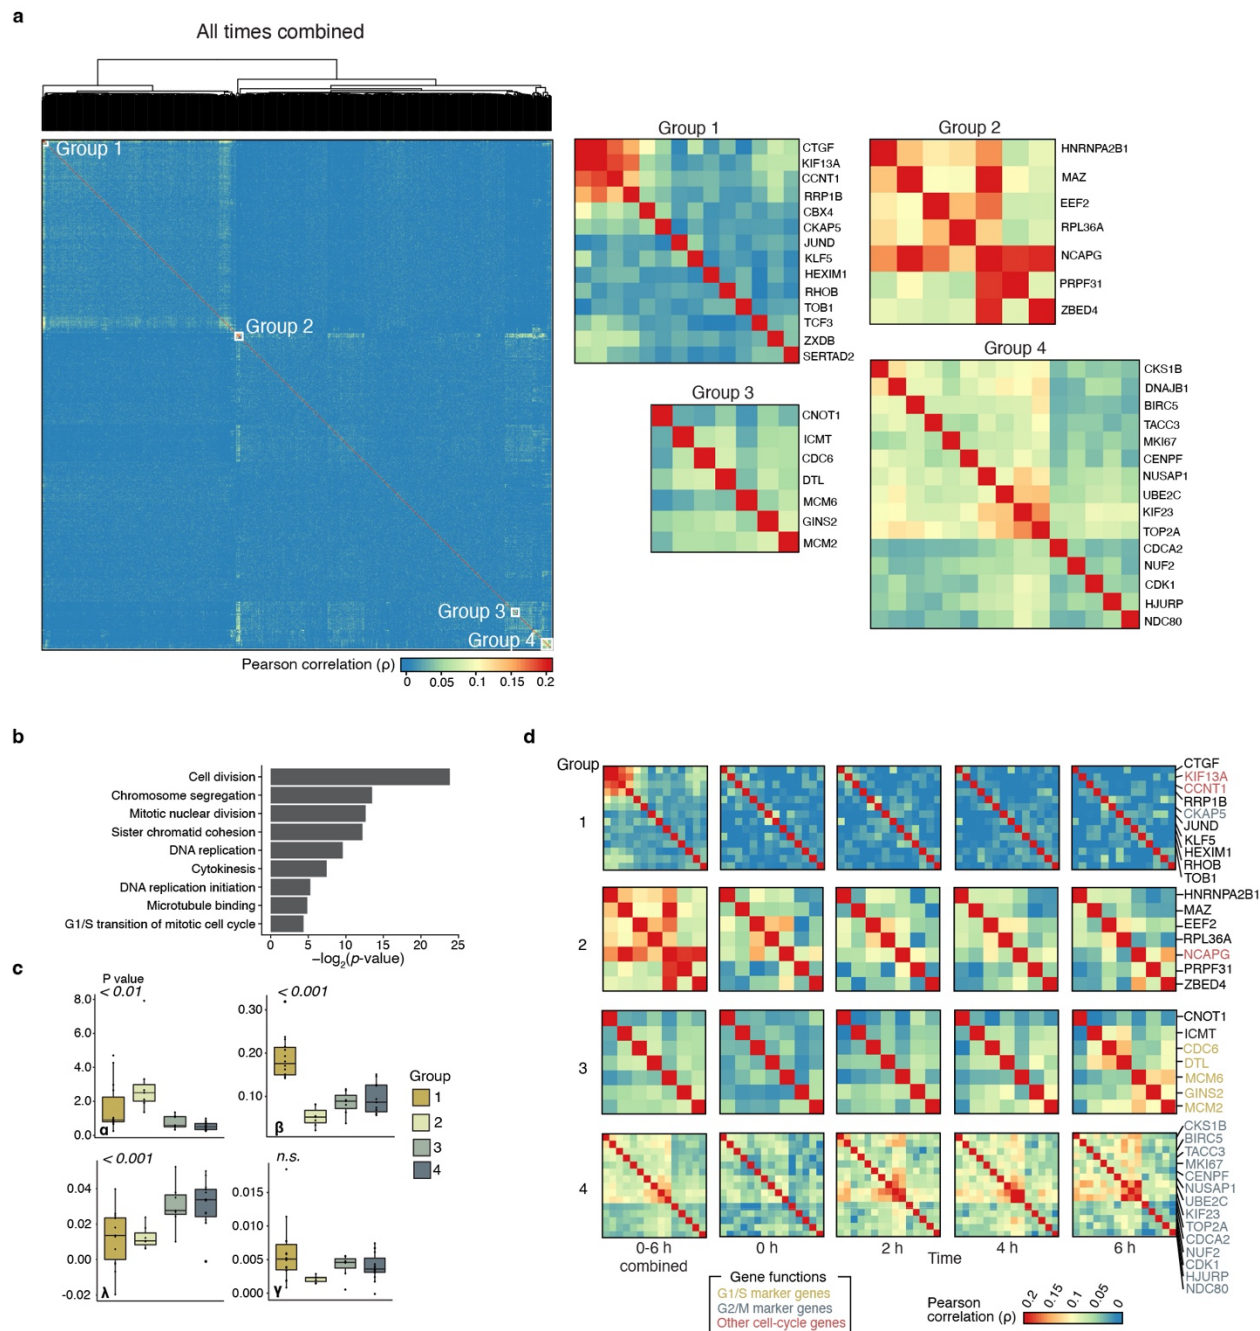 a
All times combined
Group 1
Group 2
Group 3
Group 4
Pearson correlation (ρ)
0 0.05 0.1 0.15 0.2
Group 1
CTGF
KIF13A
CCNT1
RRP1B
CBX4
CKAP5
JUND
KLF5
HEXIM1
RHOB
TOB1
TCF3
ZXDB
SERTAD2
Group 2
HNRNPA2B1
MAZ
EEF2
RPL36A
NCAPG
PRPF31
ZBED4
Group 3
CNOT1
ICMT
CDC6
DTL
MCM6
GINS2
MCM2
Group 4
CKS1B
DNAJB1
BIRC5
TACC3
MKI67
CENPF
NUSAP1
UBE2C
KIF23
TOP2A
CDCA2
NUF2
CDK1
HJURP
NDC80
b
Cell division
Chromosome segregation
Mitotic nuclear division
Sister chromatid cohesion
DNA replication
Cytokinesis
DNA replication initiation
Microtubule binding
G1/S transition of mitotic cell cycle
0 5 10 15 20 25
−log2(p-value)
c
P value
< 0.01
8.0
6.0
4.0
2.0
0.0
α
< 0.001
0.30
0.20
0.10
β
Group
1
2
3
4
< 0.001
0.04
0.02
0.00
-0.02
λ
n.s.
0.015
0.010
0.005
0.000
γ
d
Group
1
CTGF
KIF13A
CCNT1
RRP1B
CKAP5
JUND
KLF5
HEXIM1
RHOB
TOB1
2
HNRNPA2B1
MAZ
EEF2
RPL36A
NCAPG
PRPF31
ZBED4
3
CNOT1
ICMT
CDC6
DTL
MCM6
GINS2
MCM2
4
CKS1B
BIRC5
TACC3
MKI67
CENPF
NUSAP1
UBE2C
KIF23
TOP2A
CDCA2
NUF2
CDK1
HJURP
NDC80
0-6 h combined
0 h
2 h
4 h
6 h
Time
Gene functions
G1/S marker genes
G2/M marker genes
Other cell-cycle genes
Pearson
correlation (ρ)
0.2 0.15 0.1 0.05 0